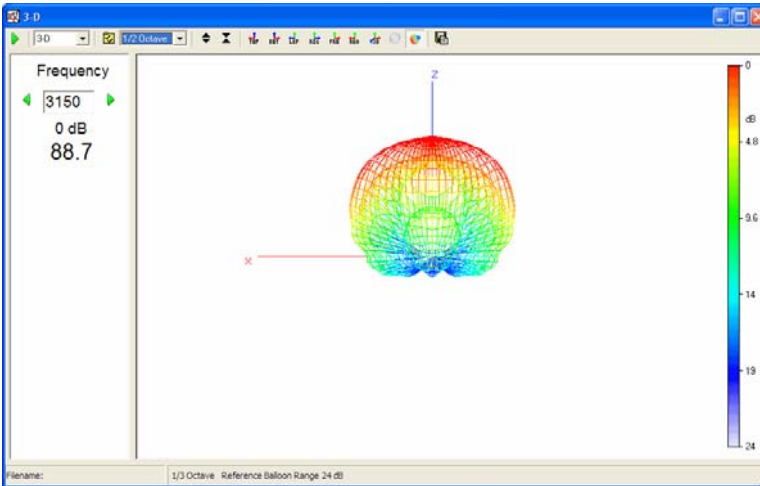 3-D
3-D 1/2 Octave
Frequency
3150
0 dB
88.7
Z
X
0
dB
4.8
9.6
14
19
24
Filename:
1/3 Octave Reference Balloon Range 24 dB